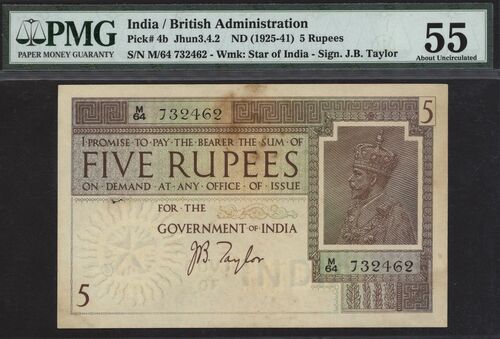 PMG
PAPER MONEY GUARANTY
India / British Administration
Pick# 4b Jhun3.4.2 ND (1925-41) 5 Rupees
S/N M/64 732462 - Wmk: Star of India - Sign. J.B. Taylor
55
About Uncirculated
M/64 732462
5
I PROMISE·TO·PAY·THE·BEARER·THE·SUM·OF
FIVE RUPEES
ON·DEMAND·AT·ANY·OFFICE·OF·ISSUE
FOR·THE
GOVERNMENT·OF·INDIA
J.B. Taylor
M/64 732462
5
OF IND